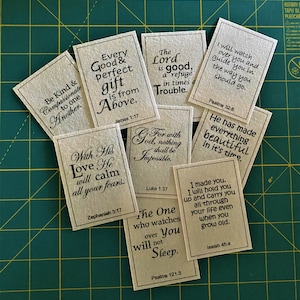 Be Kind &
Compassionate
to one
Another.
Every
Good &
perfect
gift
is from
Above.
James 1:17
The
Lord
is good,
a refuge
in times of
trouble.
I will watch
over you and
guide you in
the way you
should go.
Psalms 32:8
With His
Love He
will calm
all your fears.
Zephaniah 3:17
For with
God, nothing
shall be
Impossible.
Luke 1:37
He has made
everything
beautiful
in it's time
The One
who watches
over You
will not
Sleep.
Psalms 121:3
I made you,
I will hold you
up and carry you
all through
your life even
when you
grow old.
Isaiah 45:4